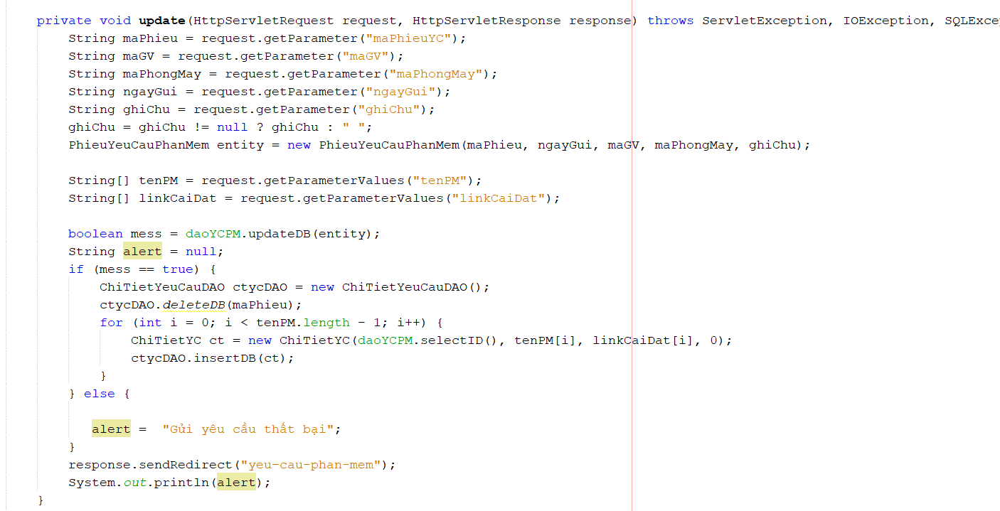 private void update(HttpServletRequest request, HttpServletResponse response) throws ServletException, IOException, SQLExce
String maPhieu = request.getParameter("maPhieuYC");
String maGV = request.getParameter("maGV");
String maPhongMay = request.getParameter("maPhongMay");
String ngayGui = request.getParameter("ngayGui");
String ghiChu = request.getParameter("ghiChu");
ghiChu = ghiChu != null ? ghiChu : " ";
PhieuYeuCauPhanMem entity = new PhieuYeuCauPhanMem(maPhieu, ngayGui, maGV, maPhongMay, ghiChu);
String[] tenPM = request.getParameterValues("tenPM");
String[] linkCaiDat = request.getParameterValues("linkCaiDat");
boolean mess = daoYCPM.updateDB(entity);
String alert = null;
if (mess == true) {
ChiTietYeuCauDAO ctycDAO = new ChiTietYeuCauDAO();
ctycDAO.deleteDB(maPhieu);
for (int i = 0; i < tenPM.length - 1; i++) {
ChiTietYC ct = new ChiTietYC(daoYCPM.selectID(), tenPM[i], linkCaiDat[i], 0);
ctycDAO.insertDB(ct);
}
} else {
alert =  "Gửi yêu cầu thất bại";
}
response.sendRedirect("yeu-cau-phan-mem");
System.out.println(alert);
}